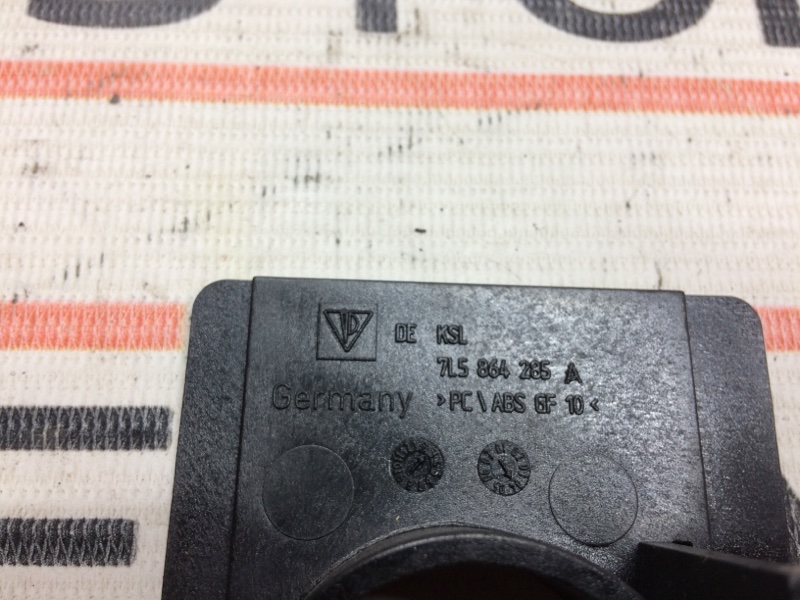 DE KSL
7L5 864 285 A
Germany >PC\ABS GF 10<